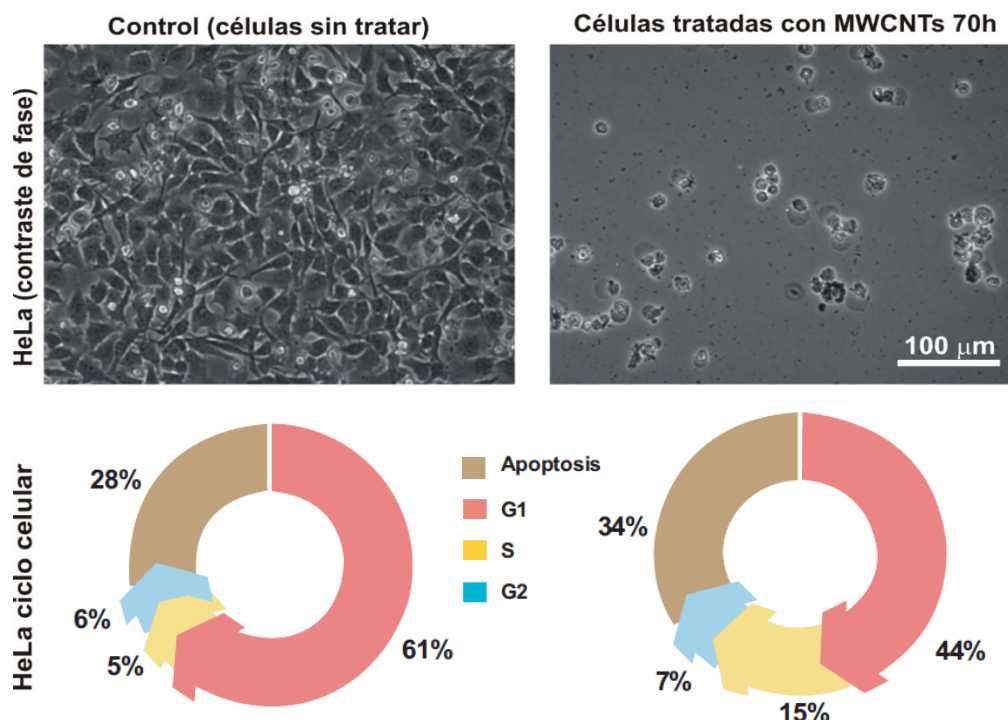 Control (células sin tratar)
Células tratadas con MWCNTs 70h
HeLa (contraste de fase)
100 μm
HeLa ciclo celular
28%
6%
5%
61%
Apoptosis
G1
S
G2
34%
7%
15%
44%